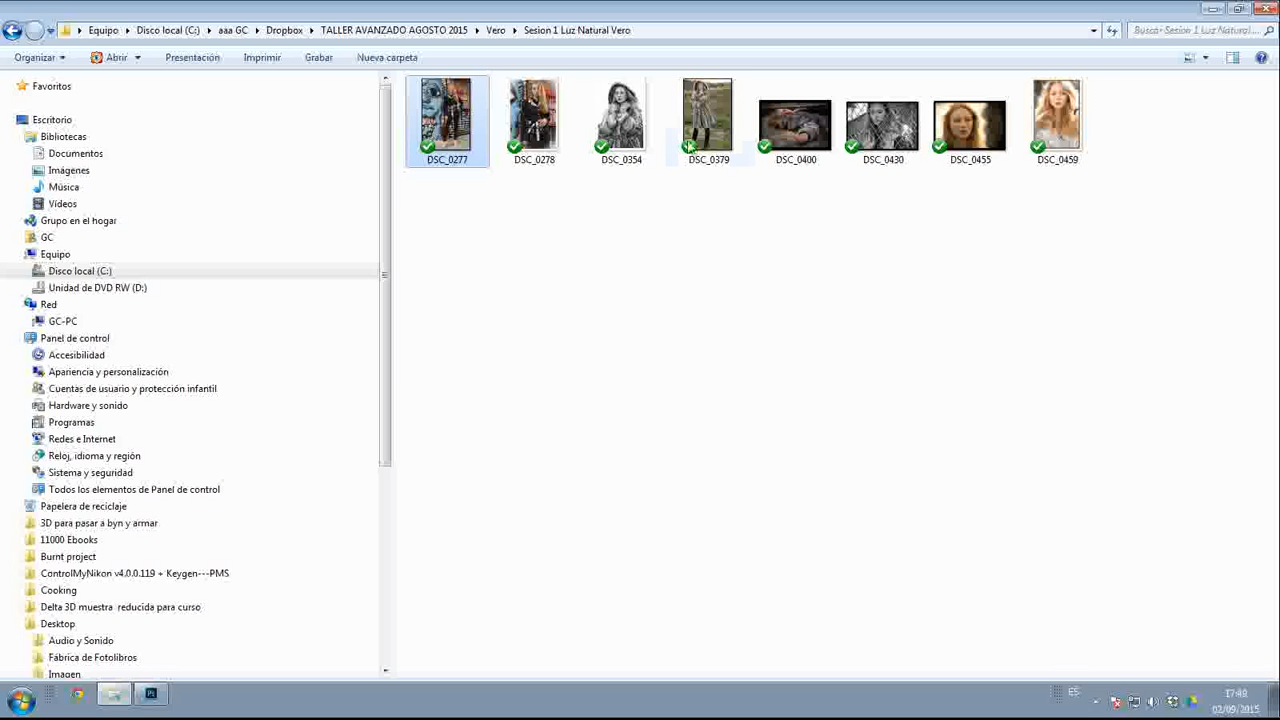 Equipo ▸ Disco local (C:) ▸ aaa GC ▸ Dropbox ▸ TALLER AVANZADO AGOSTO 2015 ▸ Vero ▸ Sesion 1 Luz Natural Vero
Buscar Sesion 1 Luz Natural...
Organizar Abrir Presentación Imprimir Grabar Nueva carpeta
Favoritos
Escritorio
Bibliotecas
Documentos
Imágenes
Música
Vídeos
Grupo en el hogar
GC
Equipo
Disco local (C:)
Unidad de DVD RW (D:)
Red
GC-PC
Panel de control
Accesibilidad
Apariencia y personalización
Cuentas de usuario y protección infantil
Hardware y sonido
Programas
Redes e Internet
Reloj, idioma y región
Sistema y seguridad
Todos los elementos de Panel de control
Papelera de reciclaje
3D para pasar a byn y armar
11000 Ebooks
Burnt project
ControlMyNikon v4.0.0.119 + Keygen---PMS
Cooking
Delta 3D muestra reducida para curso
Desktop
Audio y Sonido
Fábrica de Fotolibros
Imagen
DSC_0277 DSC_0278 DSC_0354 DSC_0379 DSC_0400 DSC_0430 DSC_0455 DSC_0459
ES
02/09/2015